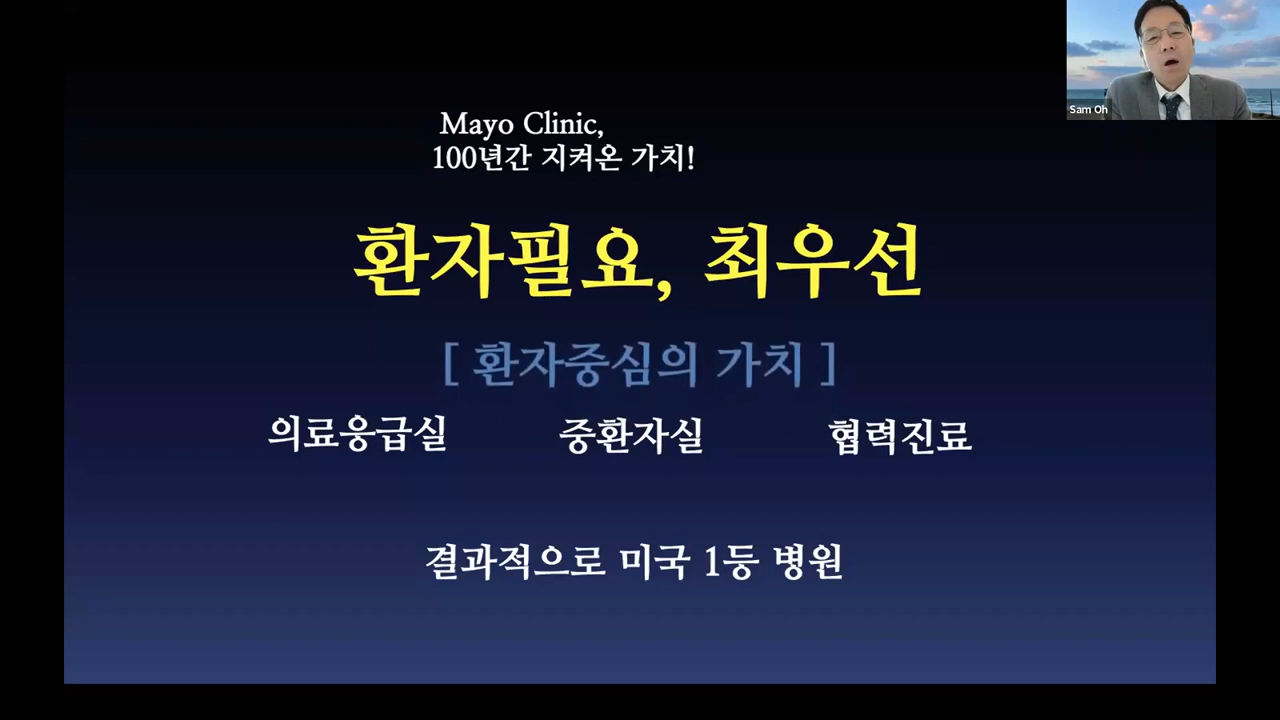 Sam Oh
Mayo Clinic,
100년간 지켜온 가치!
환자필요, 최우선
[ 환자중심의 가치 ]
의료응급실 중환자실 협력진료
결과적으로 미국 1등 병원